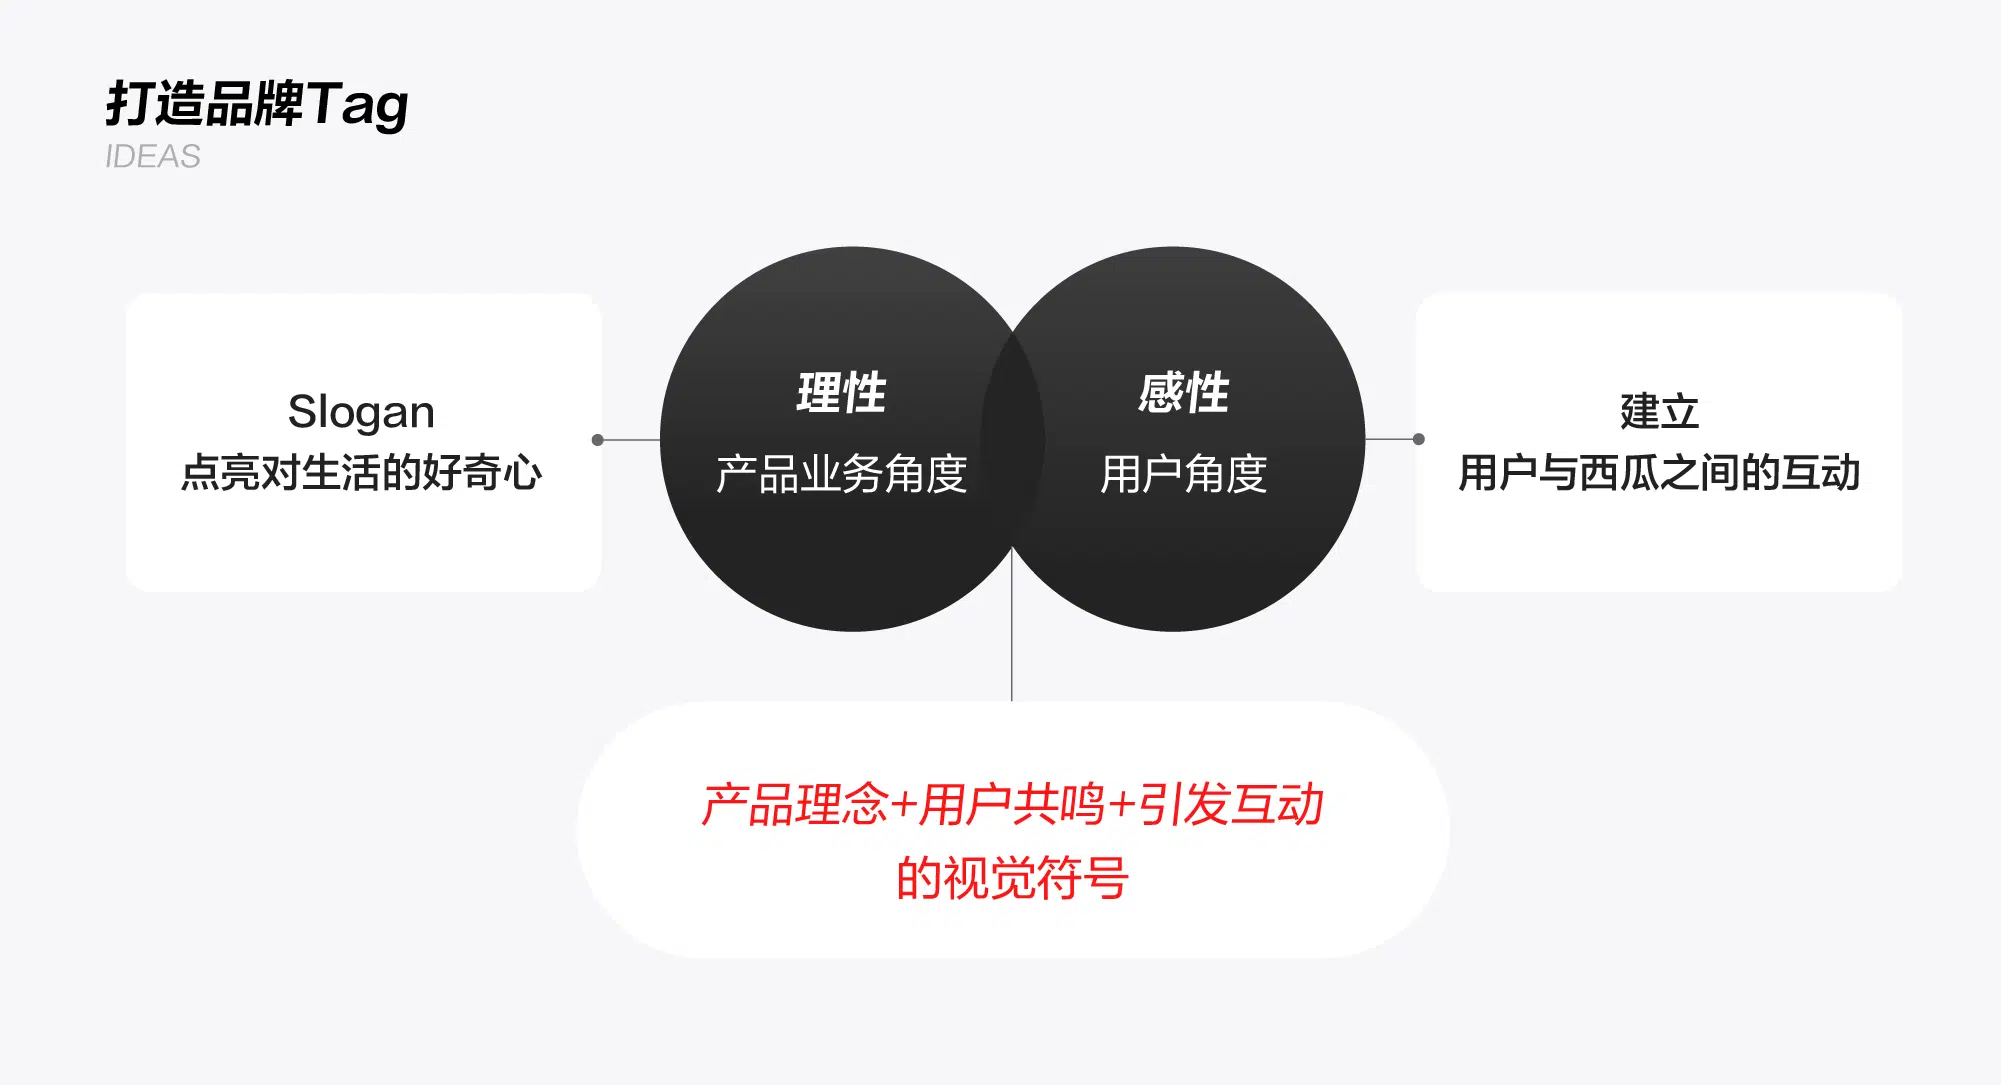 打造品牌Tag
IDEAS
Slogan
点亮对生活的好奇心
理性
产品业务角度
感性
用户角度
建立
用户与西瓜之间的互动
产品理念+用户共鸣+引发互动
的视觉符号